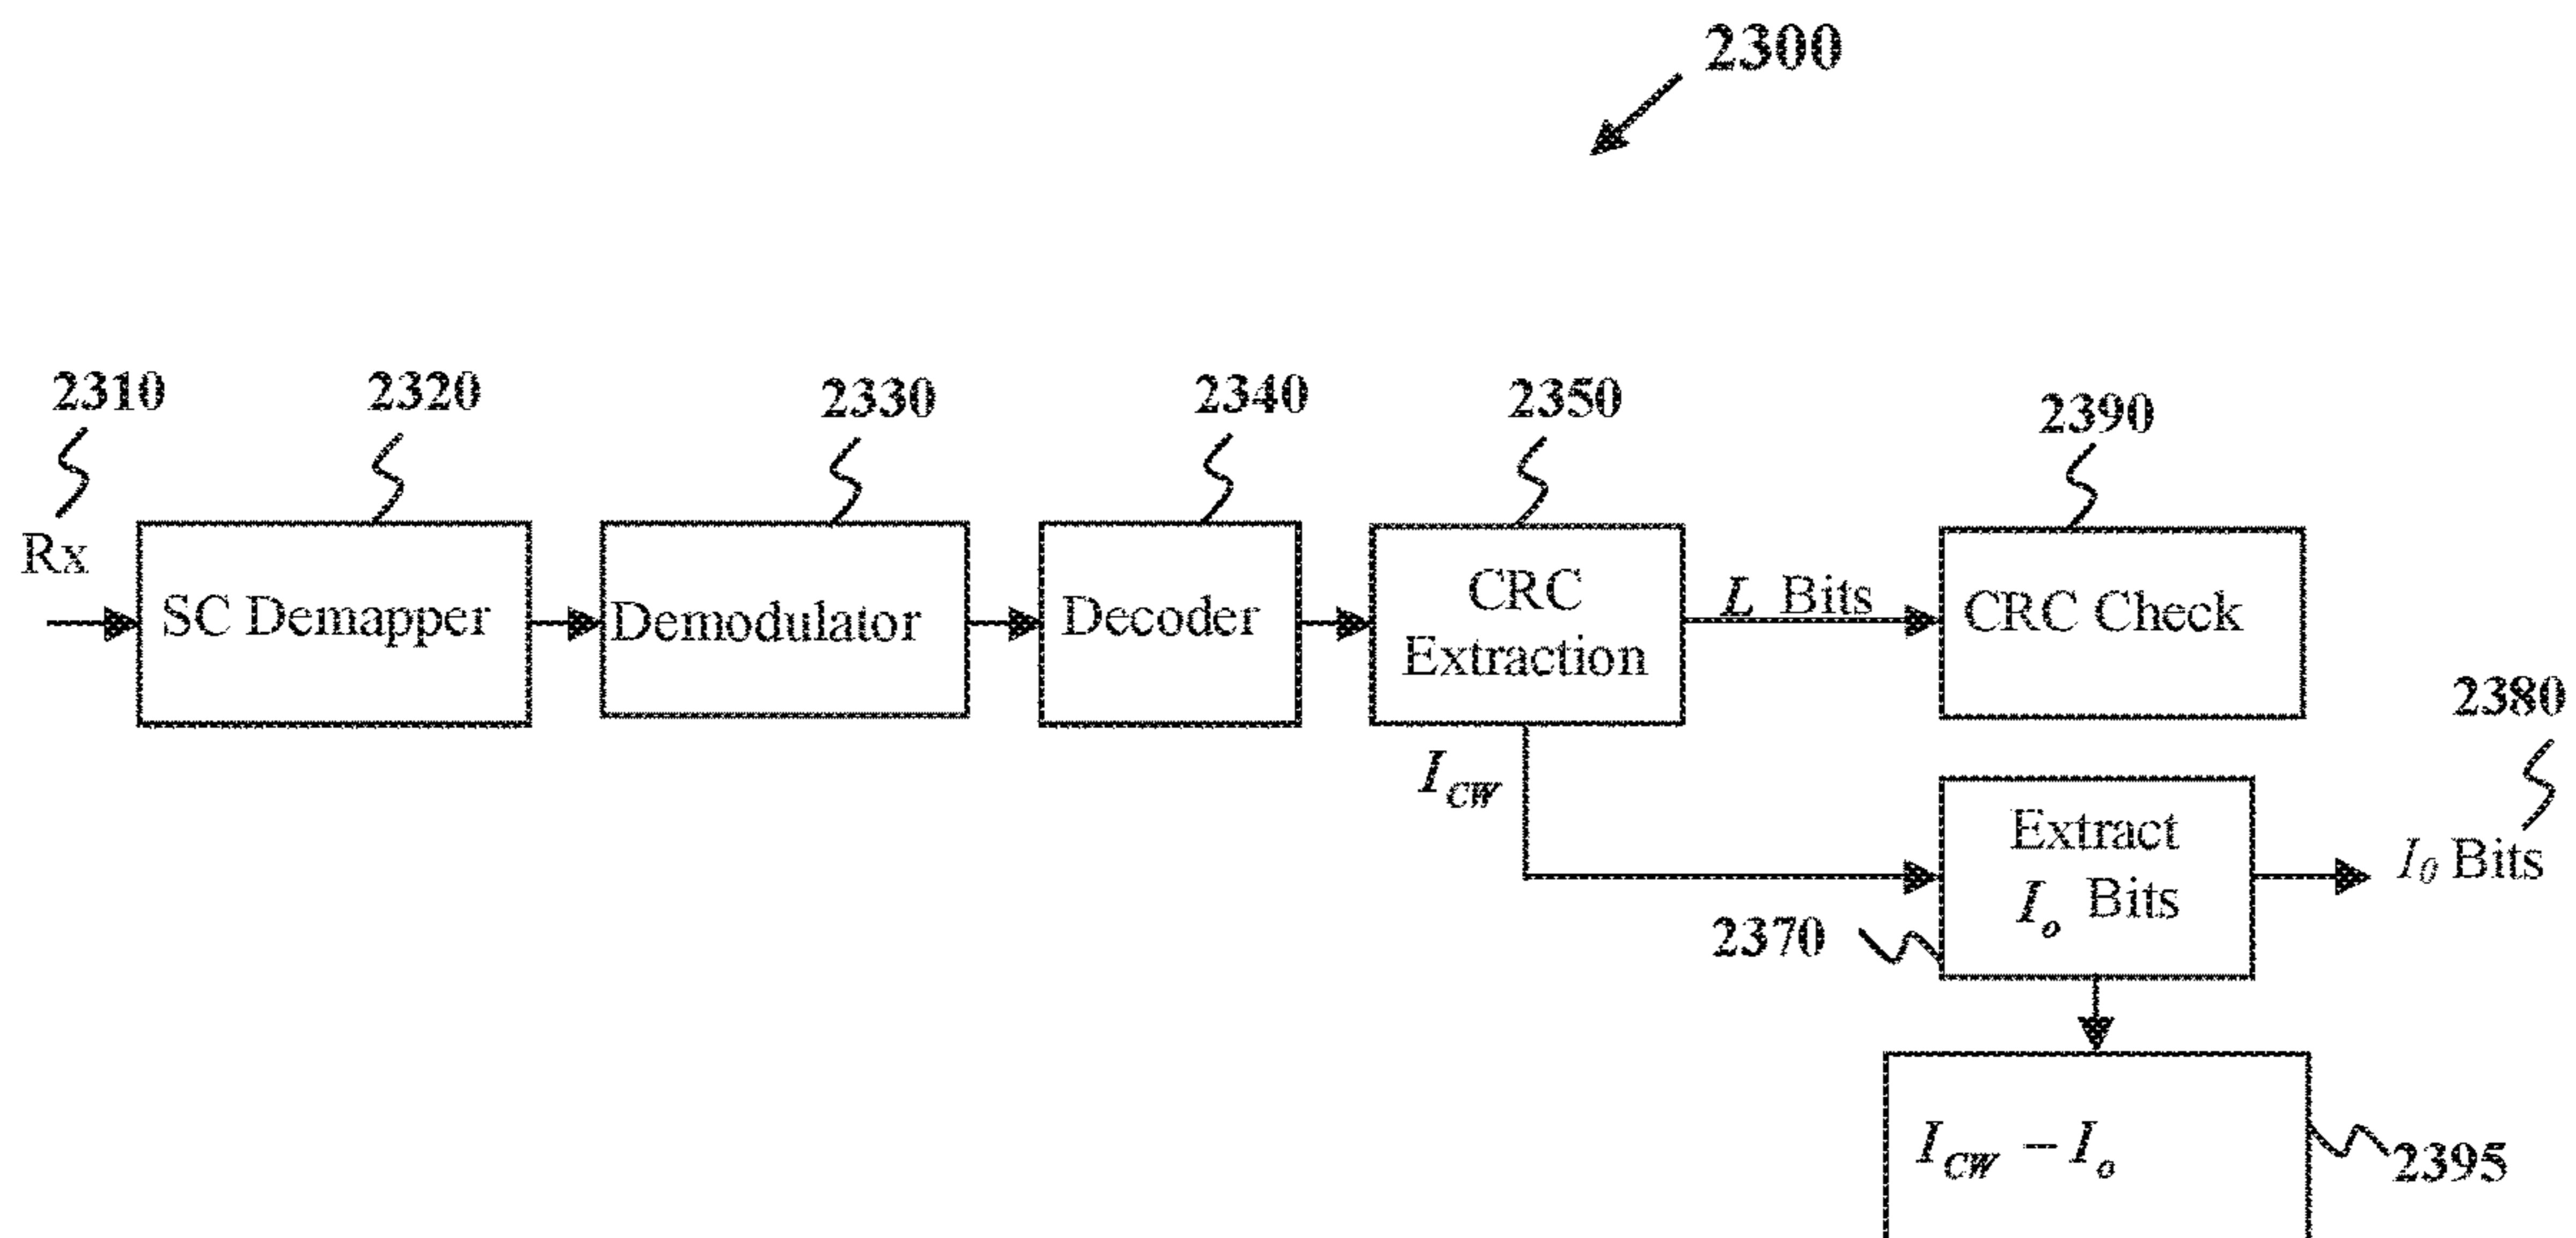 2300
2310
2320
2330
2340
2350
2390
Rx
SC Demapper
Demodulator
Decoder
CRC
Extraction
L Bits
CRC Check
2380
I_CW
Extract
I_o Bits
I_0 Bits
2370
I_CW − I_o
2395